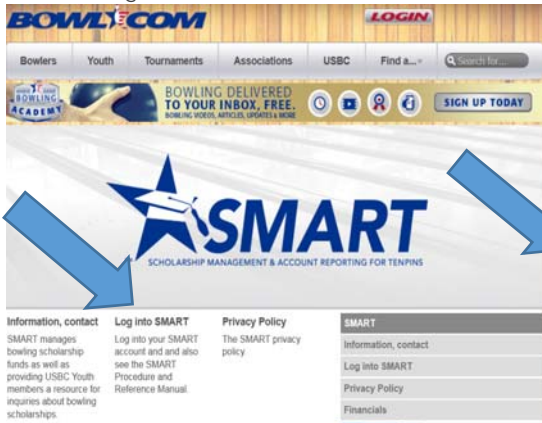 BOWL COM
LOGIN
Bowlers Youth Tournaments Associations USBC Find a... Search for...
BOWLING ACADEMY
BOWLING DELIVERED
TO YOUR INBOX, FREE.
BOWLING VIDEOS, ARTICLES, UPDATES & MORE
SIGN UP TODAY
SMART
SCHOLARSHIP MANAGEMENT & ACCOUNT REPORTING FOR TENPINS
Information, contact
SMART manages
bowling scholarship
funds as well as
providing USBC Youth
members a resource for
inquiries about bowling
scholarships.
Log into SMART
Log into your SMART
account and and also
see the SMART
Procedure and
Reference Manual.
Privacy Policy
The SMART privacy
policy.
SMART
Information, contact
Log into SMART
Privacy Policy
Financials